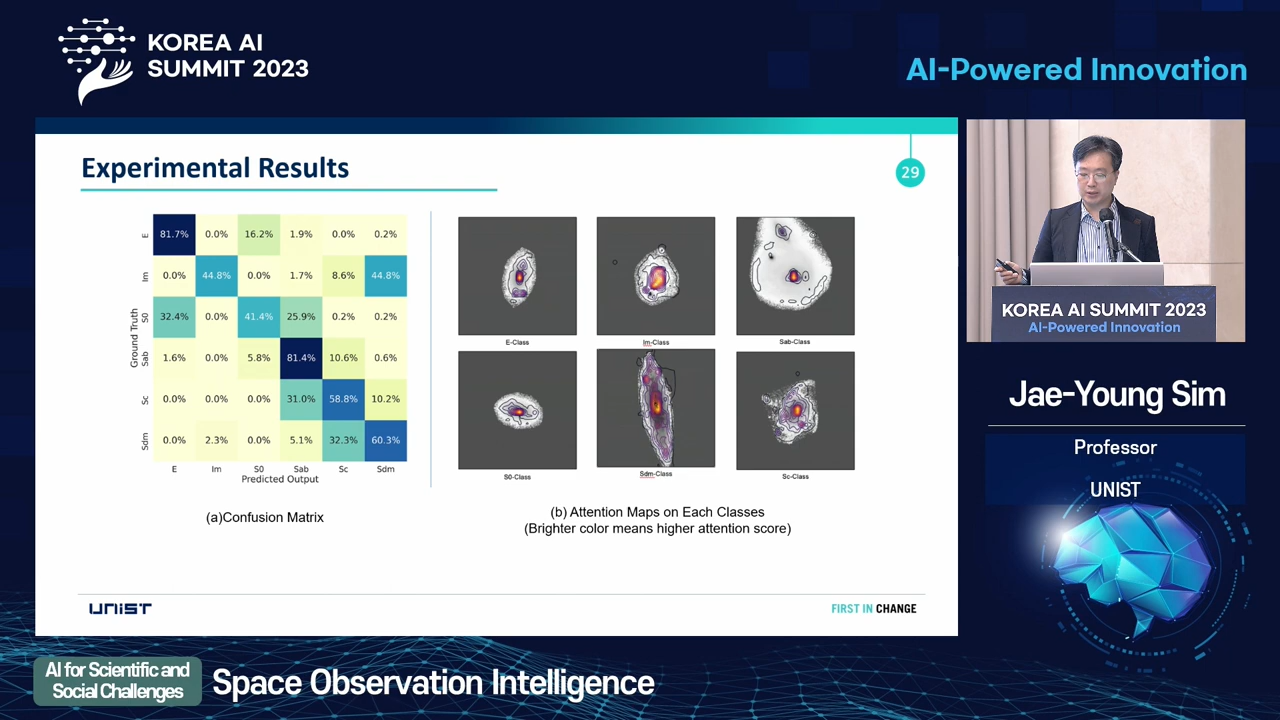 KOREA AI
SUMMIT 2023
AI-Powered Innovation
Experimental Results
29
E 81.7% 0.0% 16.2% 1.9% 0.0% 0.2%
Im 0.0% 44.8% 0.0% 1.7% 8.6% 44.8%
S0 32.4% 0.0% 41.4% 25.9% 0.2% 0.2%
Sab 1.6% 0.0% 5.8% 81.4% 10.6% 0.6%
Sc 0.0% 0.0% 0.0% 31.0% 58.8% 10.2%
Sdm 0.0% 2.3% 0.0% 5.1% 32.3% 60.3%
Ground Truth
E Im S0 Sab Sc Sdm
Predicted Output
(a)Confusion Matrix
E-Class
Im-Class
Sab-Class
S0-Class
Sdm-Class
Sc-Class
(b) Attention Maps on Each Classes
(Brighter color means higher attention score)
UNIST
FIRST IN CHANGE
KOREA AI SUMMIT 2023
AI-Powered Innovation
Jae-Young Sim
Professor
UNIST
AI for Scientific and
Social Challenges
Space Observation Intelligence